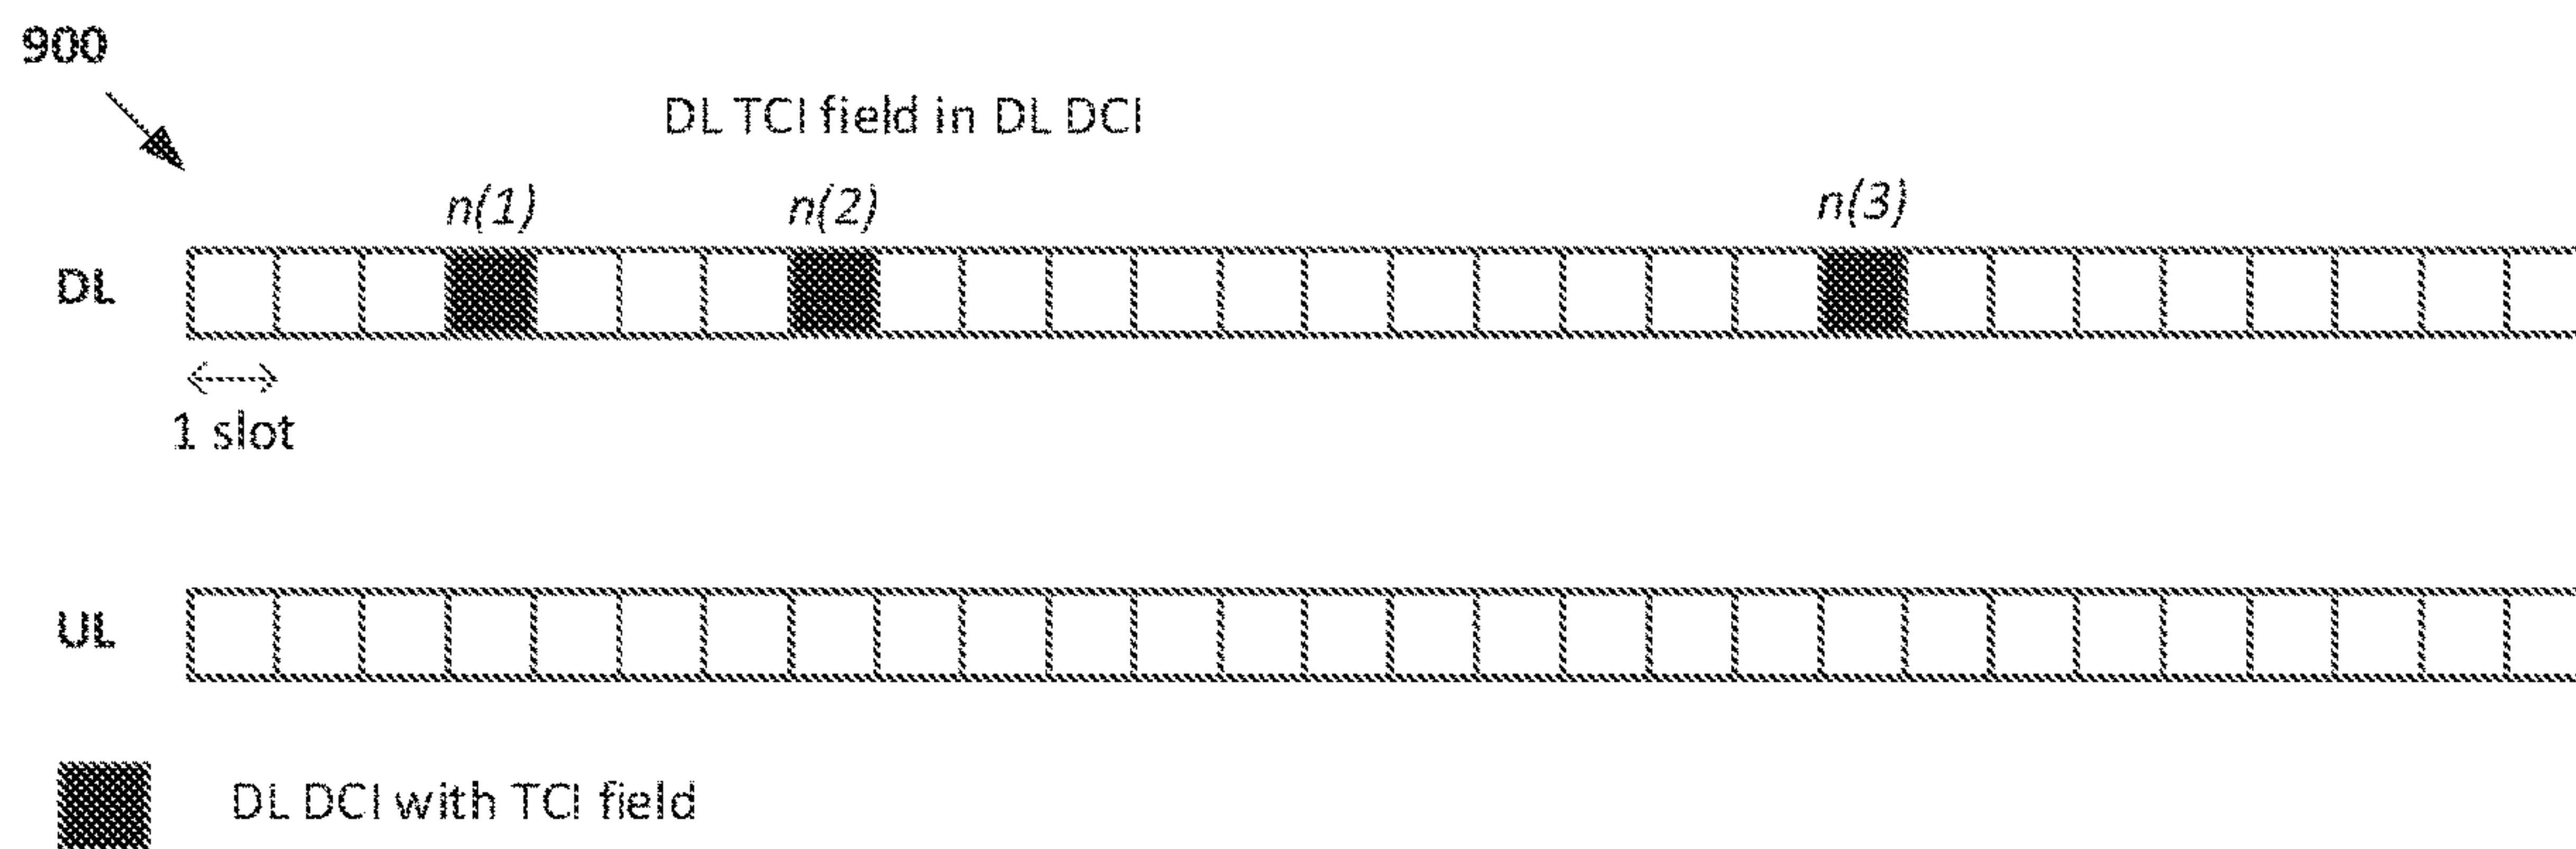 900
DL TCI field in DL DCI
n(1) n(2) n(3)
DL
1 slot
UL
DL DCI with TCI field